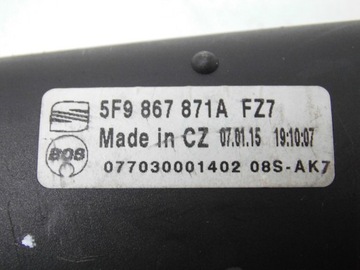 5F9 867 871A FZ7
Made in CZ 07.01.15 19:10:07
BOS
077030001402 08S-AK7